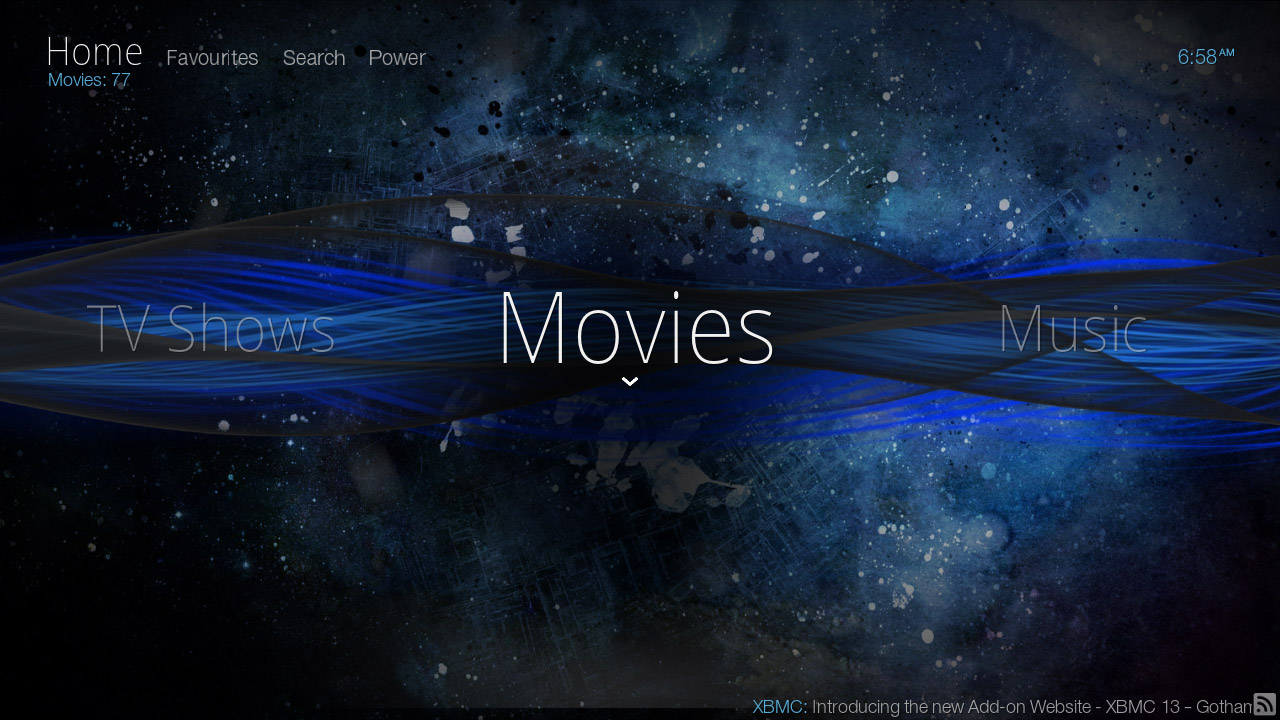 Home Favourites Search Power 6:58 AM
Movies: 77
TV Shows Movies Music
XBMC: Introducing the new Add-on Website - XBMC 13 - Gotham